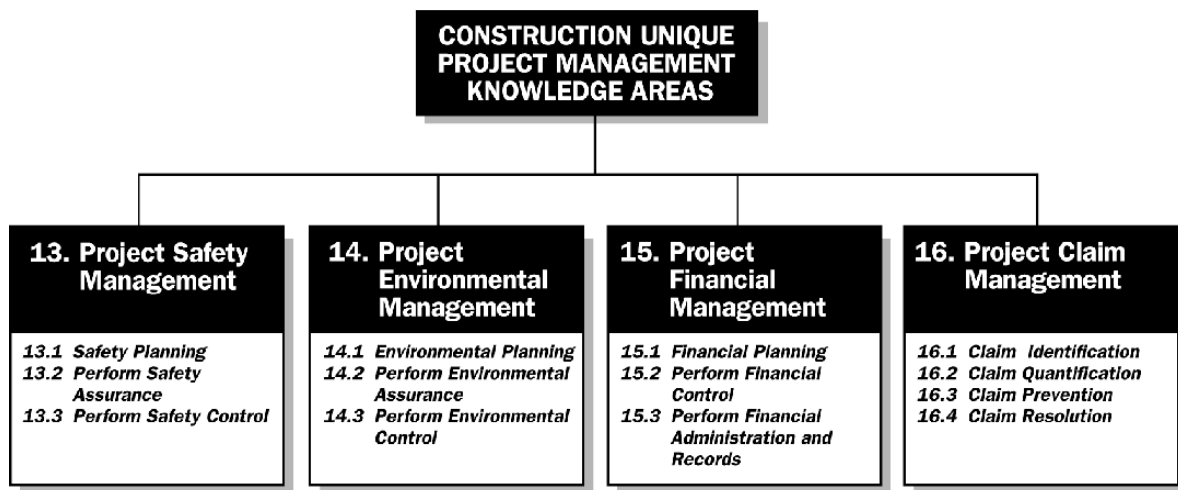 CONSTRUCTION UNIQUE
PROJECT MANAGEMENT
KNOWLEDGE AREAS
13. Project Safety
Management
13.1 Safety Planning
13.2 Perform Safety
Assurance
13.3 Perform Safety Control
14. Project
Environmental
Management
14.1 Environmental Planning
14.2 Perform Environmental
Assurance
14.3 Perform Environmental
Control
15. Project
Financial
Management
15.1 Financial Planning
15.2 Perform Financial
Control
15.3 Perform Financial
Administration and
Records
16. Project Claim
Management
16.1 Claim Identification
16.2 Claim Quantification
16.3 Claim Prevention
16.4 Claim Resolution